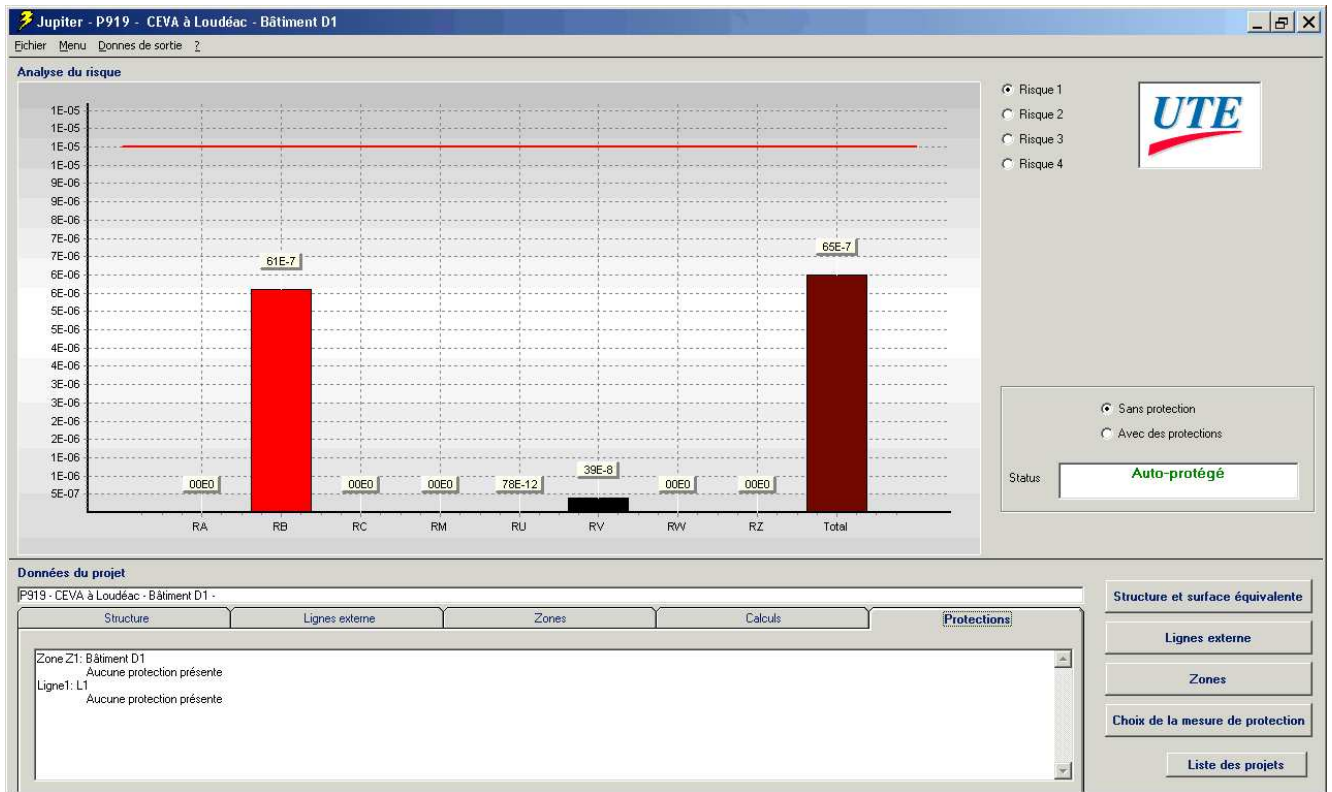 Jupiter - P919 - CEVA à Loudéac - Bâtiment D1
Fichier Menu Donnes de sortie ?
Analyse du risque
1E-05
1E-05
1E-05
1E-05
9E-06
9E-06
8E-06
7E-06
7E-06
6E-06
6E-06
5E-06
5E-06
4E-06
4E-06
3E-06
3E-06
2E-06
2E-06
1E-06
1E-06
5E-07
00E0
61E-7
00E0
00E0
78E-12
39E-8
00E0
00E0
65E-7
RA RB RC RM RU RV RW RZ Total
Risque 1
Risque 2
Risque 3
Risque 4
UTE
Sans protection
Avec des protections
Status Auto-protégé
Données du projet
P919 - CEVA à Loudéac - Bâtiment D1 -
Structure Lignes externe Zones Calculs Protections
Zone Z1: Bâtiment D1
Aucune protection présente
Ligne1: L1
Aucune protection présente
Structure et surface équivalente
Lignes externe
Zones
Choix de la mesure de protection
Liste des projets